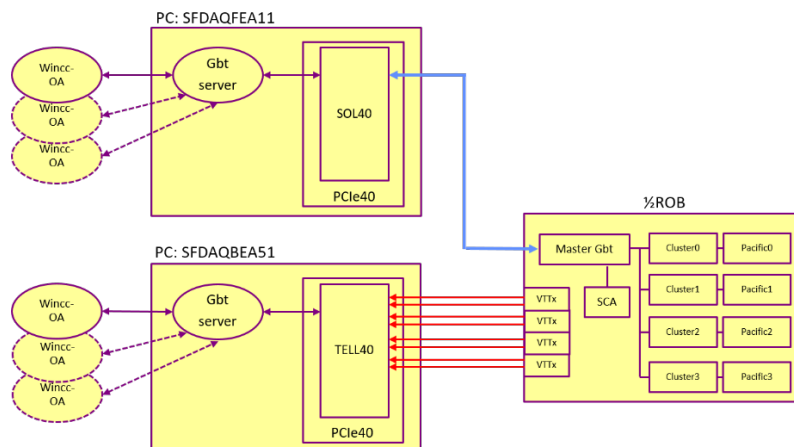 PC: SFDAQFEA11
Wincc-
OA
Wincc-
OA
Wincc-
OA
Gbt
server
SOL40
PCIe40
½ROB
Master Gbt
SCA
Cluster0
Pacific0
Cluster1
Pacific1
Cluster2
Pacific2
Cluster3
Pacific3
VTTx
VTTx
VTTx
VTTx
PC: SFDAQBEA51
Wincc-
OA
Wincc-
OA
Wincc-
OA
Gbt
server
TELL40
PCIe40